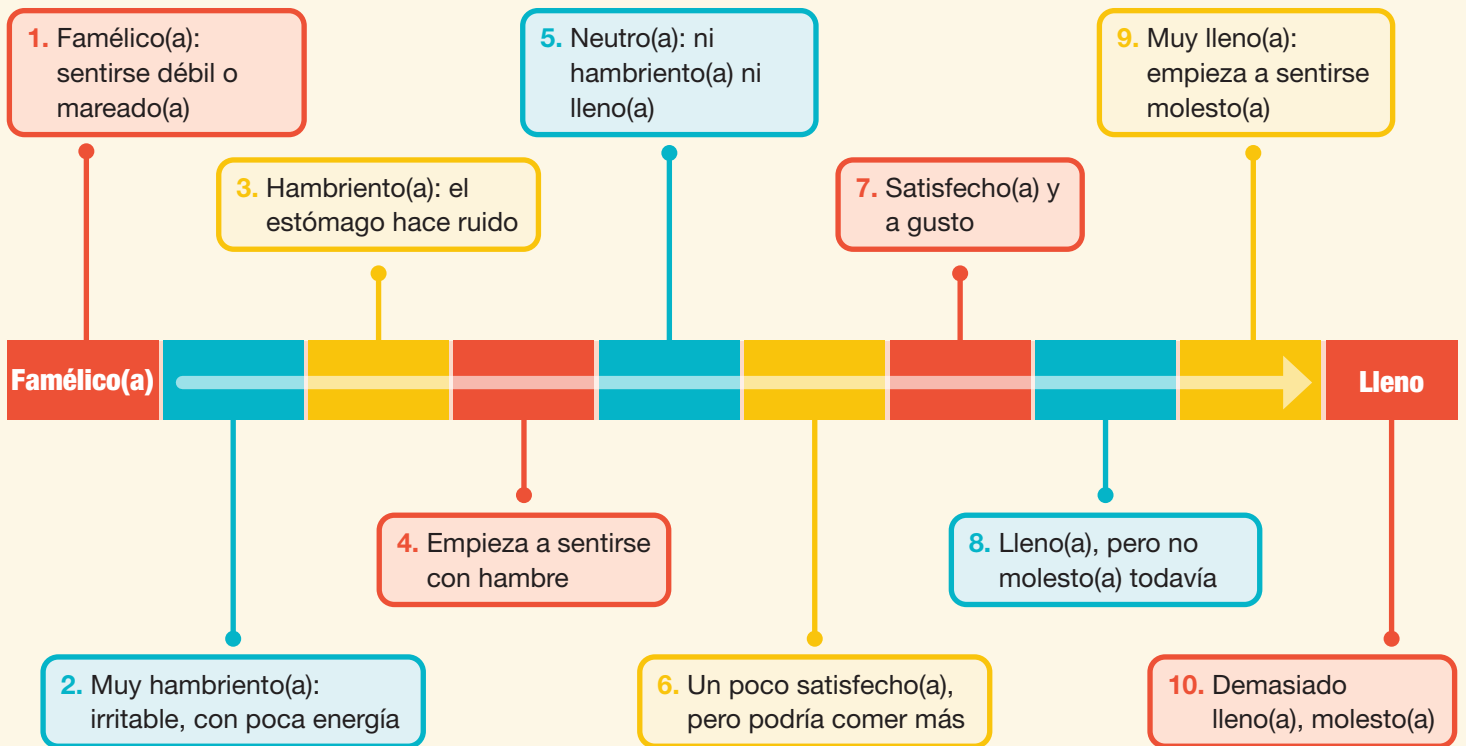 1. Famélico(a):
sentirse débil o
mareado(a)
5. Neutro(a): ni
hambriento(a) ni
lleno(a)
9. Muy lleno(a):
empieza a sentirse
molesto(a)
3. Hambriento(a): el
estómago hace ruido
7. Satisfecho(a) y
a gusto
Famélico(a)
Lleno
4. Empieza a sentirse
con hambre
8. Lleno(a), pero no
molesto(a) todavía
2. Muy hambriento(a):
irritable, con poca energía
6. Un poco satisfecho(a),
pero podría comer más
10. Demasiado
lleno(a), molesto(a)